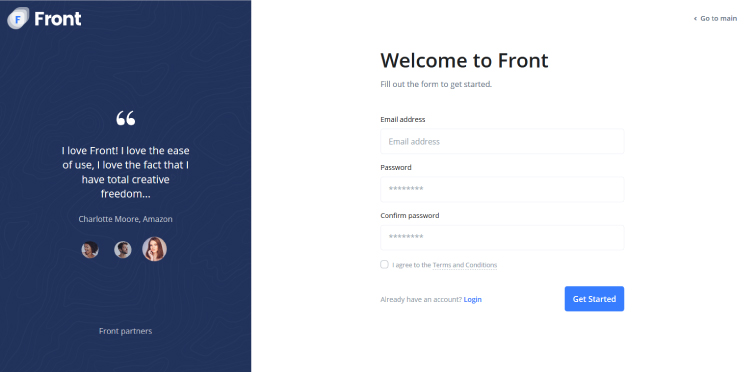 Front
Go to main
I love Front! I love the ease
of use, I love the fact that I
have total creative
freedom...
Charlotte Moore, Amazon
Front partners
Welcome to Front
Fill out the form to get started.
Email address
Email address
Password
********
Confirm password
********
I agree to the Terms and Conditions
Already have an account? Login
Get Started